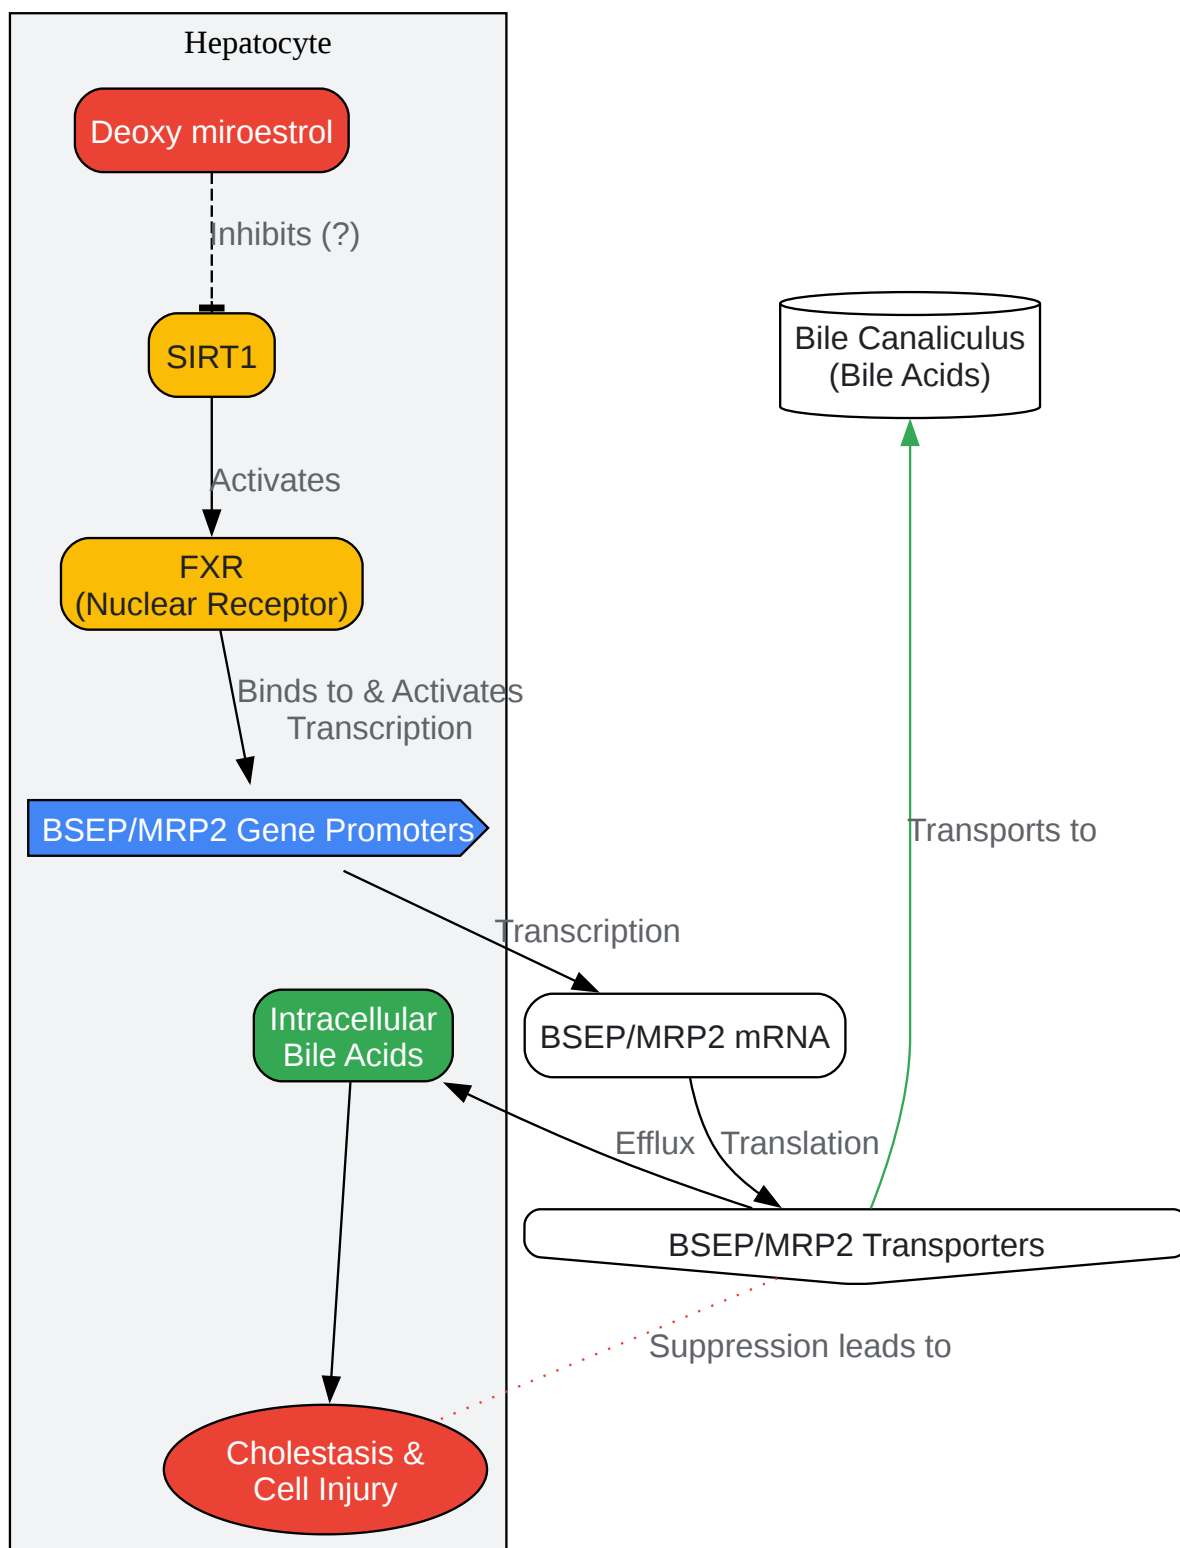 Hepatocyte
Deoxy miroestrol
Inhibits (?)
SIRT1
Bile Canaliculus
(Bile Acids)
Activates
FXR
(Nuclear Receptor)
Binds to & Activates
Transcription
BSEP/MRP2 Gene Promoters
Transports to
Transcription
Intracellular
Bile Acids
BSEP/MRP2 mRNA
Efflux
Translation
BSEP/MRP2 Transporters
Suppression leads to
Cholestasis &
Cell Injury